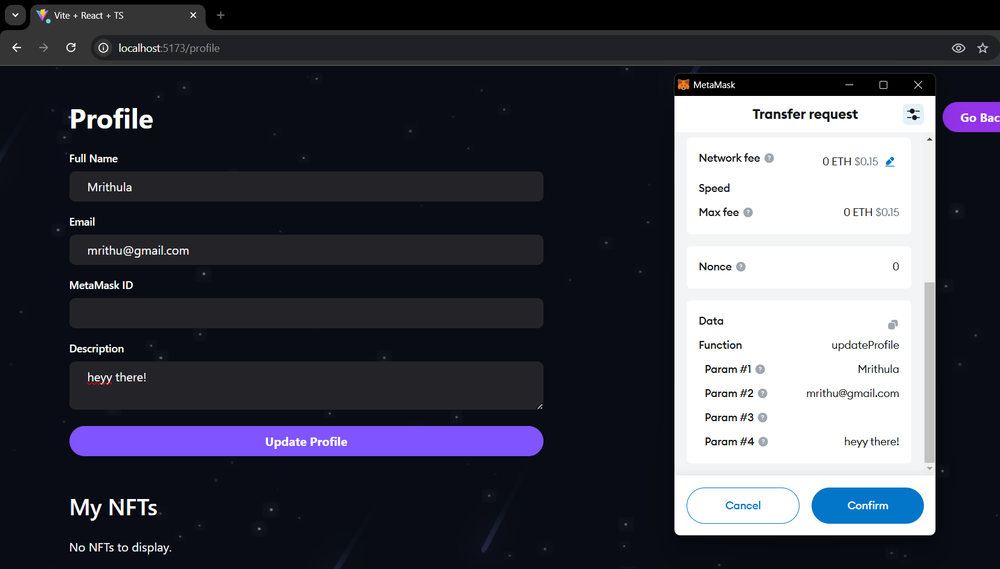 Vite + React + TS
localhost:5173/profile
MetaMask
Transfer request
Go Bac
Profile
Full Name
Mrithula
Email
mrithu@gmail.com
MetaMask ID
Description
heyy there!
Update Profile
My NFTs
No NFTs to display.
Network fee ? 0 ETH $0.15
Speed
Max fee ? 0 ETH $0.15
Nonce ? 0
Data
Function updateProfile
Param #1 ? Mrithula
Param #2 ? mrithu@gmail.com
Param #3 ?
Param #4 ? heyy there!
Cancel Confirm